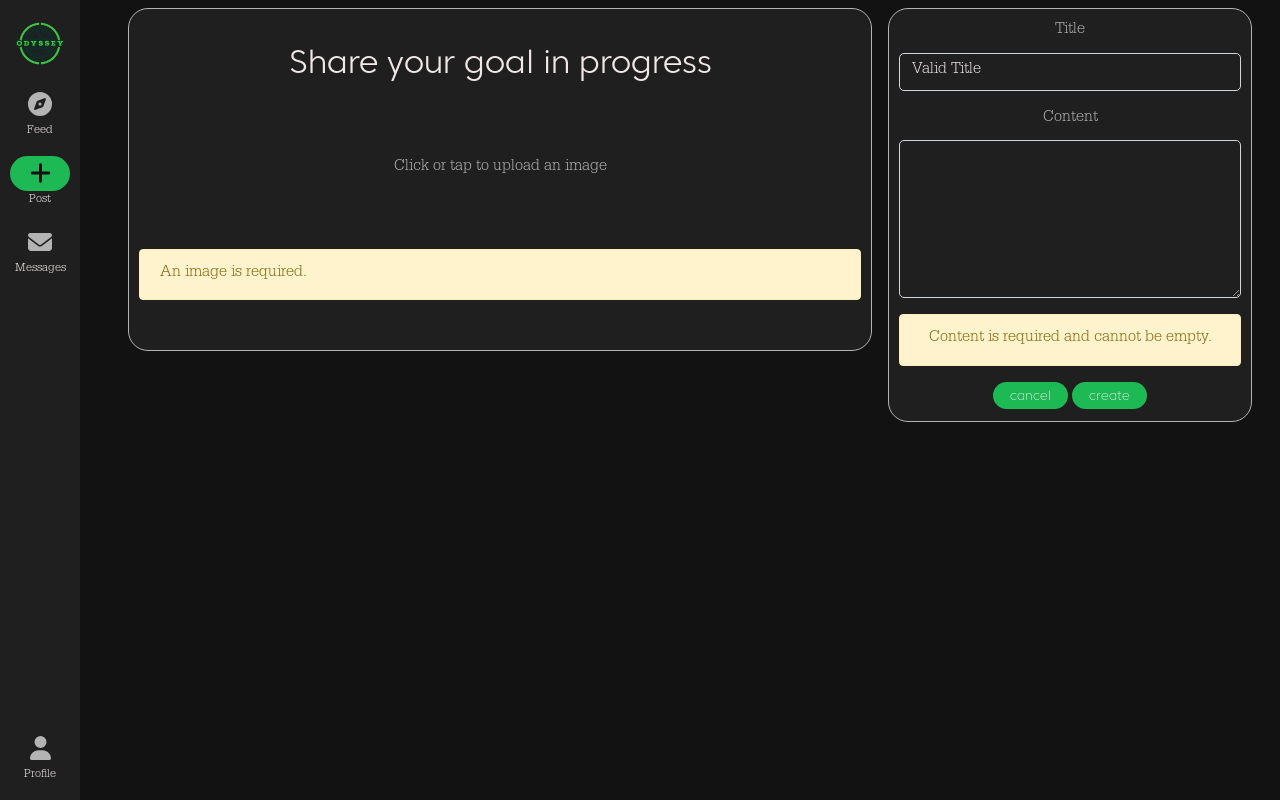 ODYSSEY
Feed
Post
Messages
Profile
Share your goal in progress
Click or tap to upload an image
An image is required.
Title
Valid Title
Content
Content is required and cannot be empty.
cancel
create